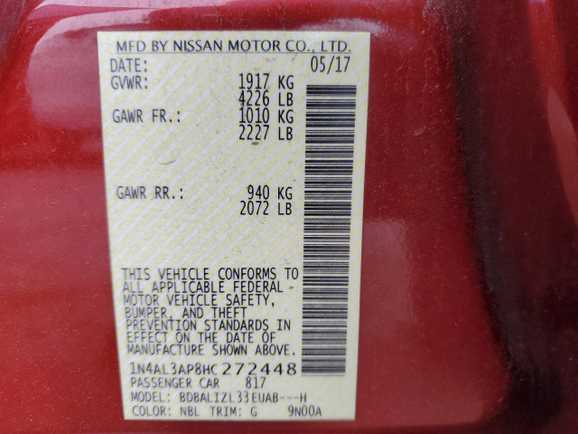 MFD BY NISSAN MOTOR CO., LTD.
DATE: 05/17
GVWR: 1917 KG
4226 LB
GAWR FR.: 1010 KG
2227 LB
GAWR RR.: 940 KG
2072 LB
THIS VEHICLE CONFORMS TO
ALL APPLICABLE FEDERAL -
MOTOR VEHICLE SAFETY,
BUMPER, AND THEFT
PREVENTION STANDARDS IN
EFFECT ON THE DATE OF
MANUFACTURE SHOWN ABOVE.
1N4AL3AP8HC272448
PASSENGER CAR 817
MODEL: BDBALIZL33EUAB---H
COLOR: NBL TRIM: G 9N00A